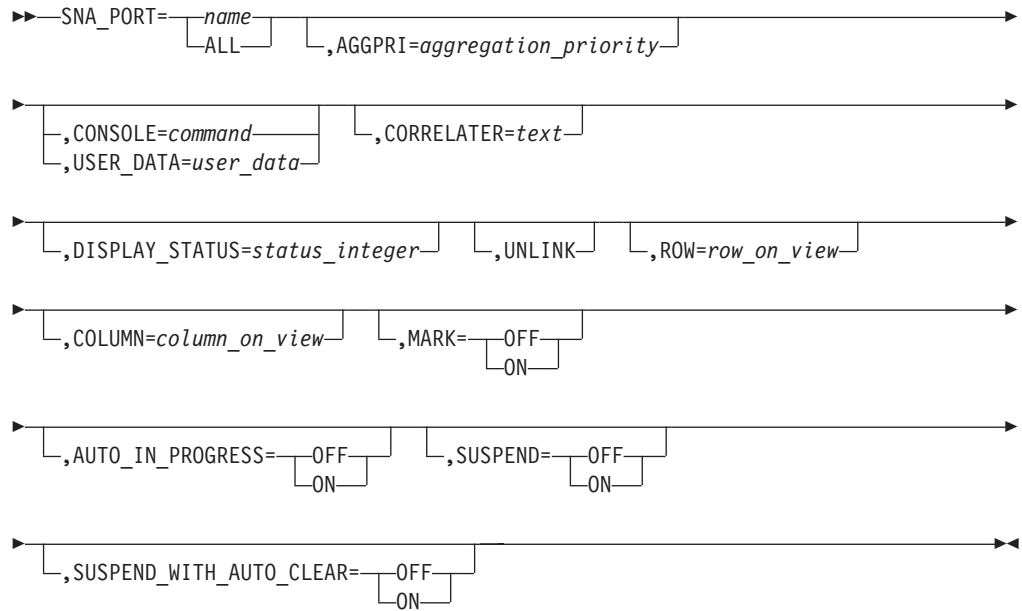 SNA_PORT= name
ALL ,AGGPRI=aggregation_priority
,CONSOLE=command ,CORRELATER=text
,USER_DATA=user_data
,DISPLAY_STATUS=status_integer ,UNLINK ,ROW=row_on_view
,COLUMN=column_on_view ,MARK= OFF
ON
,AUTO_IN_PROGRESS= OFF ,SUSPEND= OFF
ON ON
,SUSPEND_WITH_AUTO_CLEAR= OFF
ON